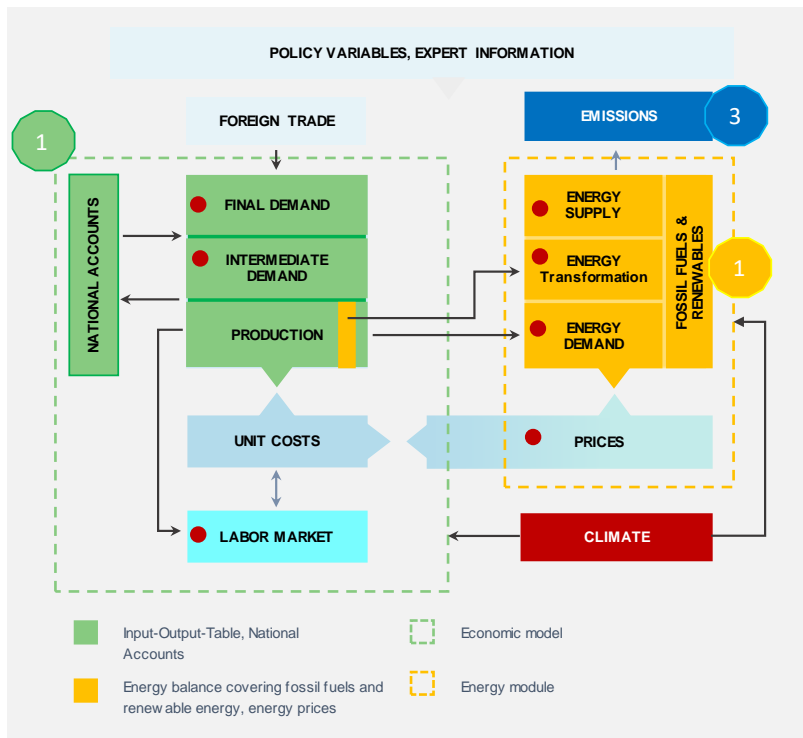 POLICY VARIABLES, EXPERT INFORMATION
FOREIGN TRADE
EMISSIONS
3
1
NATIONAL ACCOUNTS
FINAL DEMAND
INTERMEDIATE
DEMAND
PRODUCTION
ENERGY
SUPPLY
ENERGY
Transformation
ENERGY
DEMAND
FOSSIL FUELS &
RENEWABLES
1
UNIT COSTS
PRICES
LABOR MARKET
CLIMATE
Input-Output-Table, National
Accounts
Economic model
Energy balance covering fossil fuels and
renewable energy, energy prices
Energy module